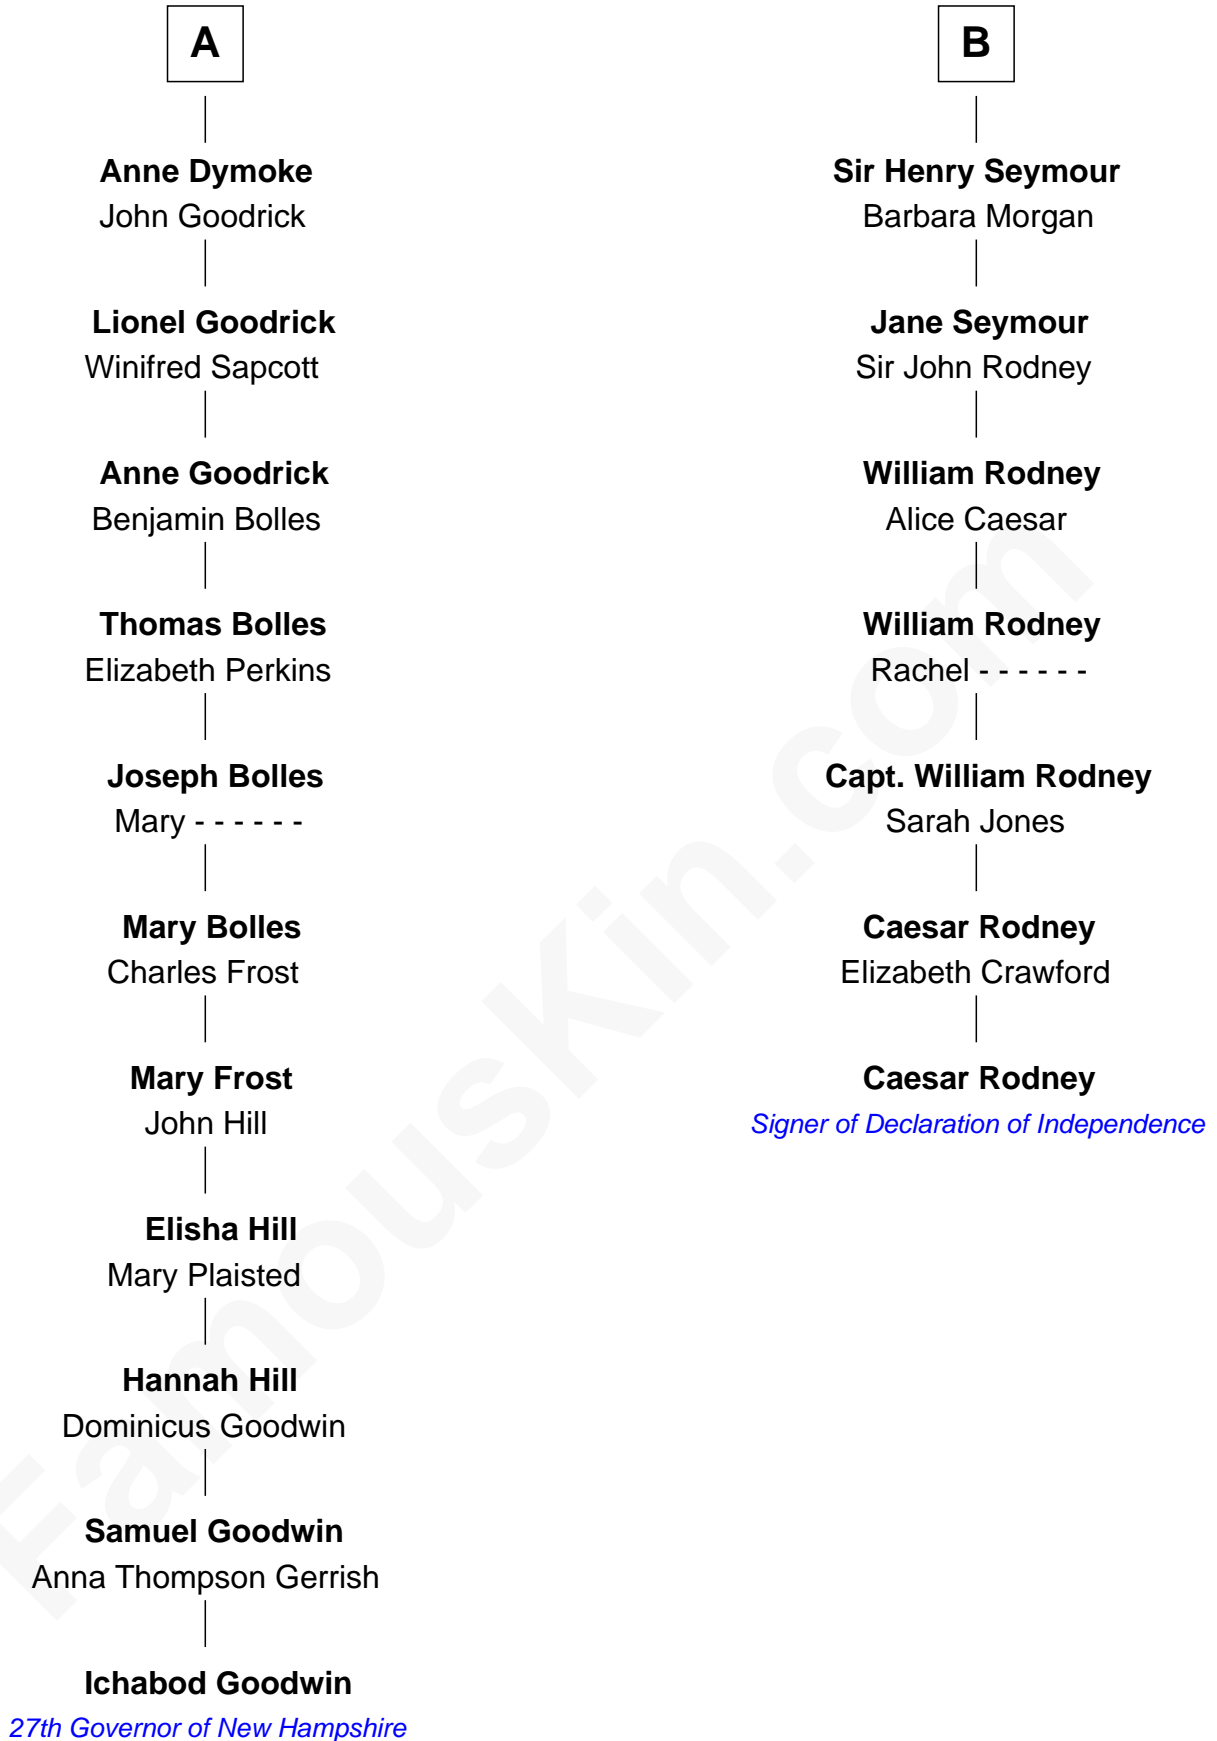 A
Anne Dymoke
John Goodrick
Lionel Goodrick
Winifred Sapcott
Anne Goodrick
Benjamin Bolles
Thomas Bolles
Elizabeth Perkins
Joseph Bolles
Mary - - - - - -
Mary Bolles
Charles Frost
Mary Frost
John Hill
Elisha Hill
Mary Plaisted
Hannah Hill
Dominicus Goodwin
Samuel Goodwin
Anna Thompson Gerrish
Ichabod Goodwin
27th Governor of New Hampshire
B
Sir Henry Seymour
Barbara Morgan
Jane Seymour
Sir John Rodney
William Rodney
Alice Caesar
William Rodney
Rachel - - - - - -
Capt. William Rodney
Sarah Jones
Caesar Rodney
Elizabeth Crawford
Caesar Rodney
Signer of Declaration of Independence
FamousKin.com